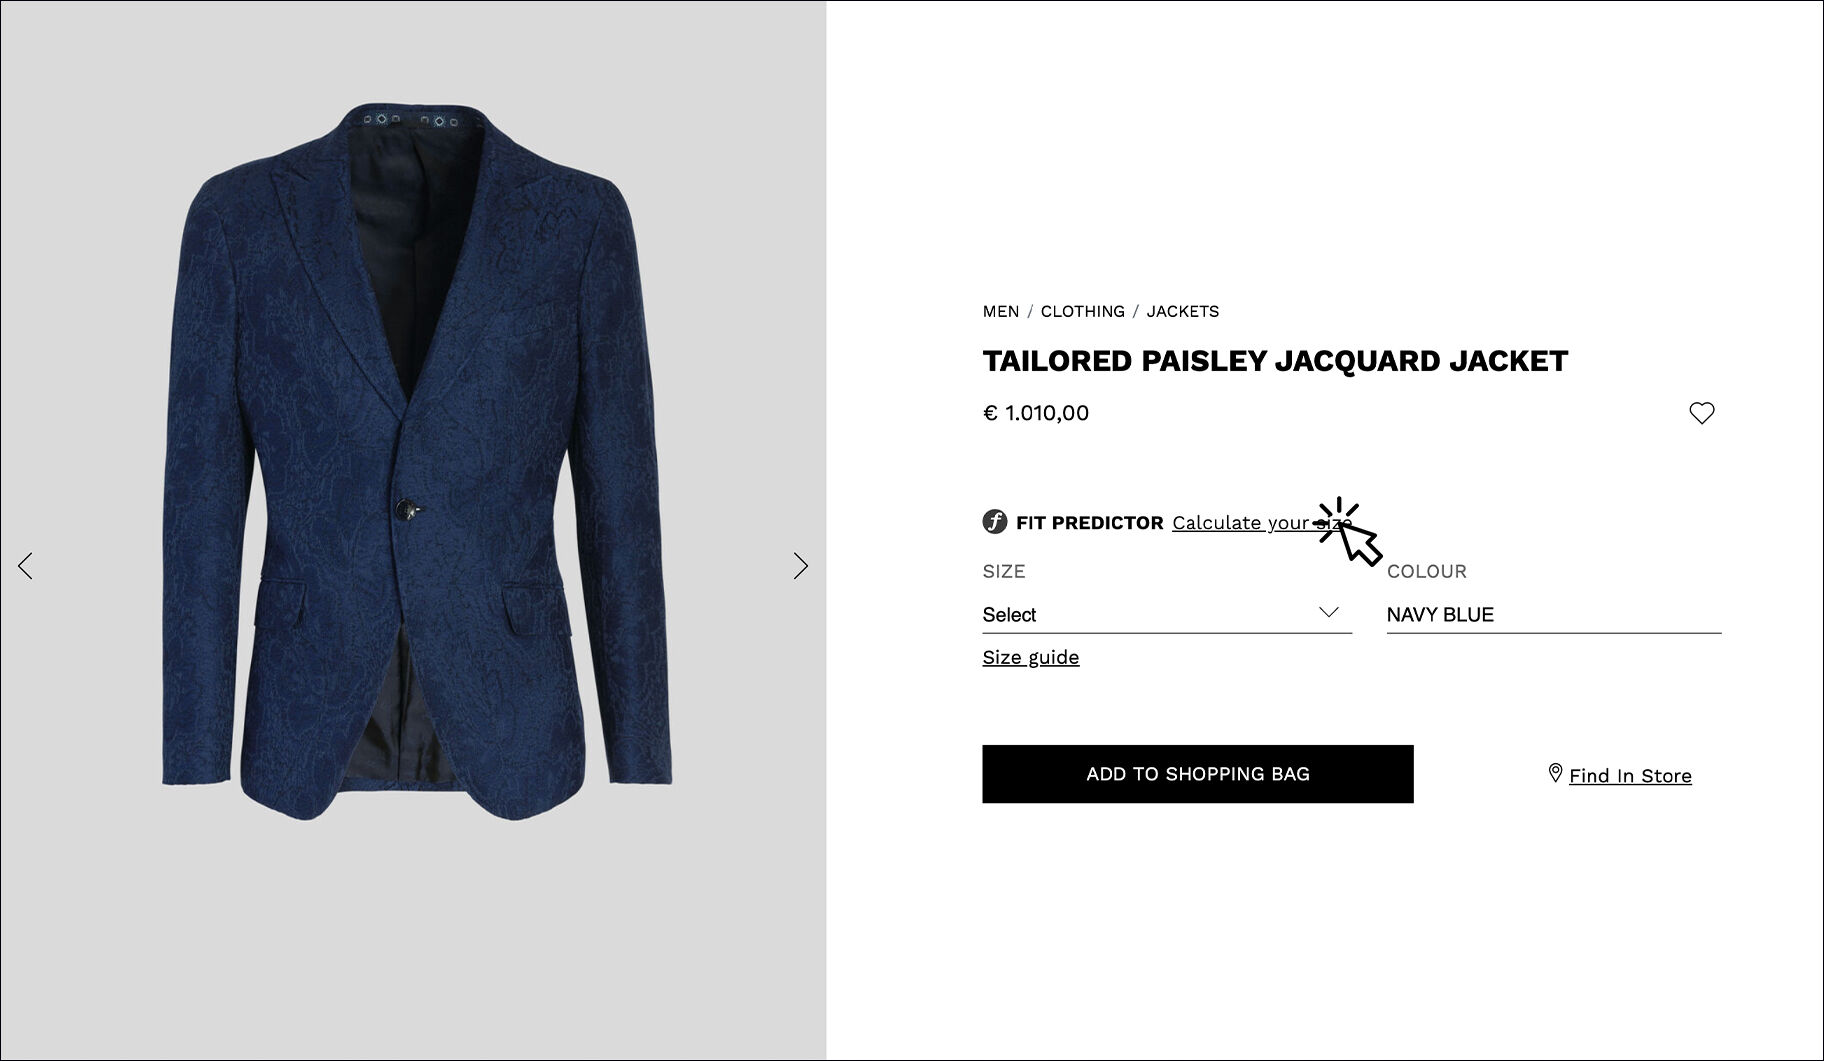 MEN / CLOTHING / JACKETS
TAILORED PAISLEY JACQUARD JACKET
€ 1.010,00
f FIT PREDICTOR Calculate your size
SIZE
COLOUR
Select
NAVY BLUE
Size guide
ADD TO SHOPPING BAG
Find In Store